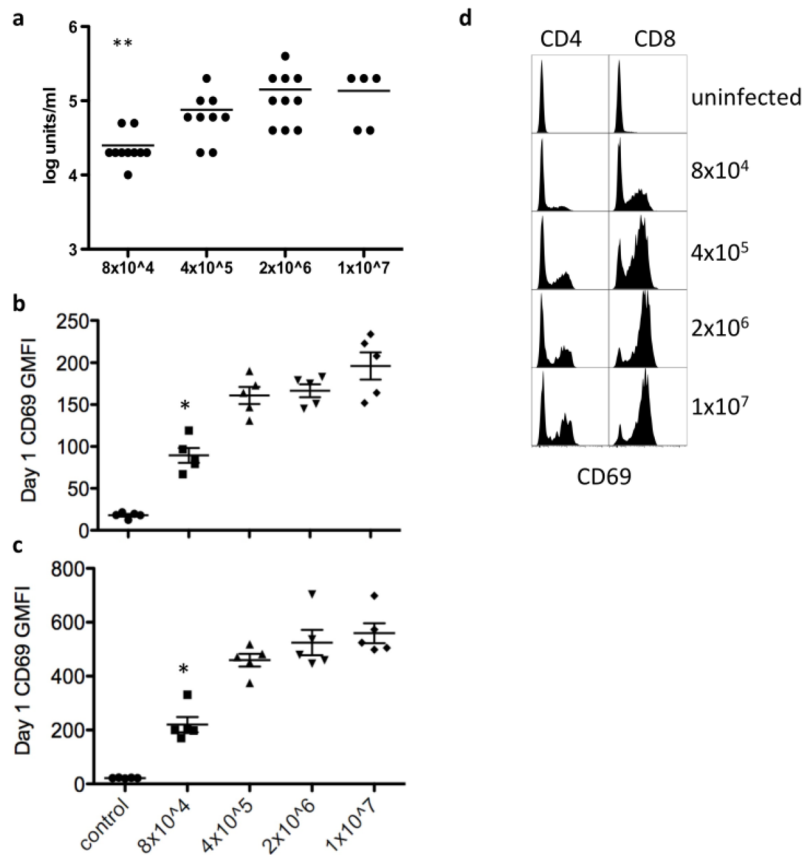 a
6
**
5
4
3
log units/ml
8x10^4 4x10^5 2x10^6 1x10^7
b
250
200
150
100
50
0
Day 1 CD69 GMFI
*
c
800
600
400
200
0
Day 1 CD69 GMFI
*
control 8x10^4 4x10^5 2x10^6 1x10^7
d
CD4 CD8
uninfected
8x10⁴
4x10⁵
2x10⁶
1x10⁷
CD69